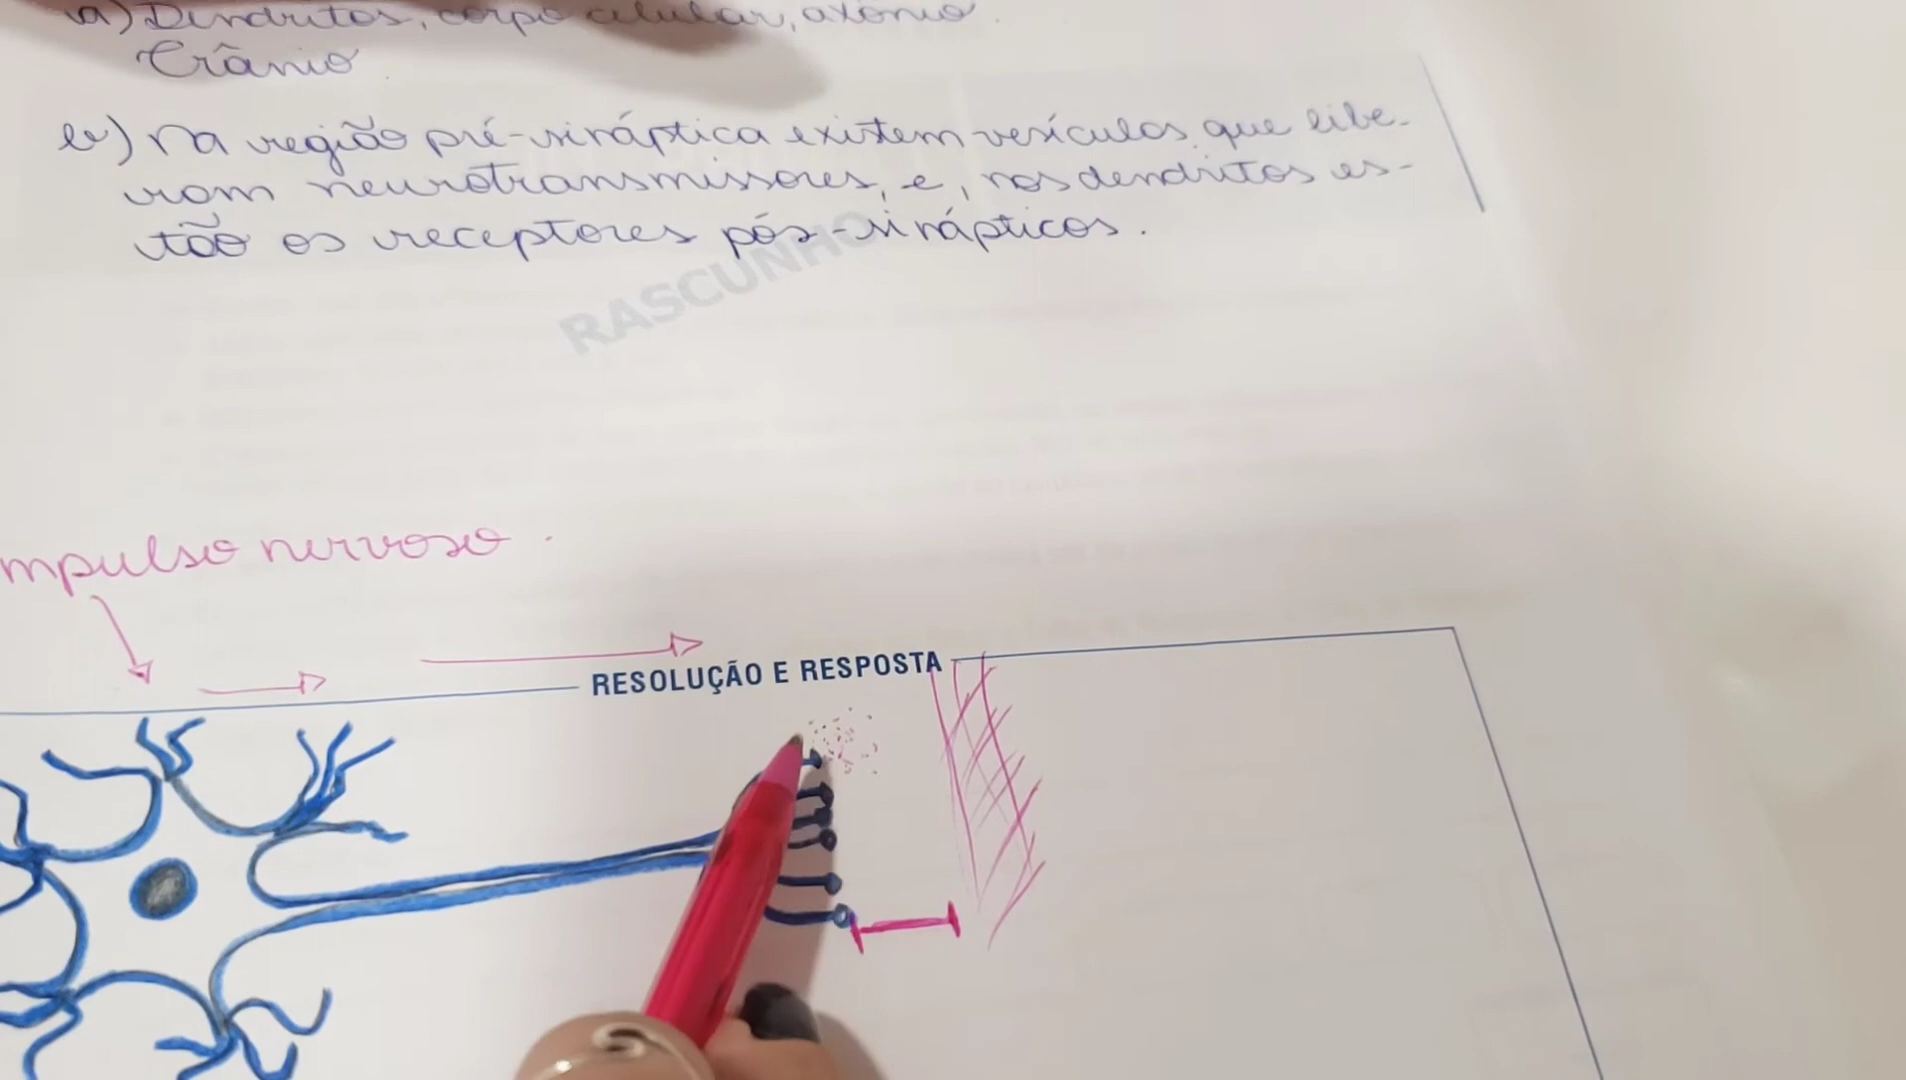 a) Dendritos, corpo celular, axônio.
Crânio.
b) Na região pré-sináptica existem vesículas que libe-
ram neurotransmissores, e, nos dendritos es-
tão os receptores pós-sinápticos.
RASCUNHO
mpulso nervoso.
RESOLUÇÃO E RESPOSTA